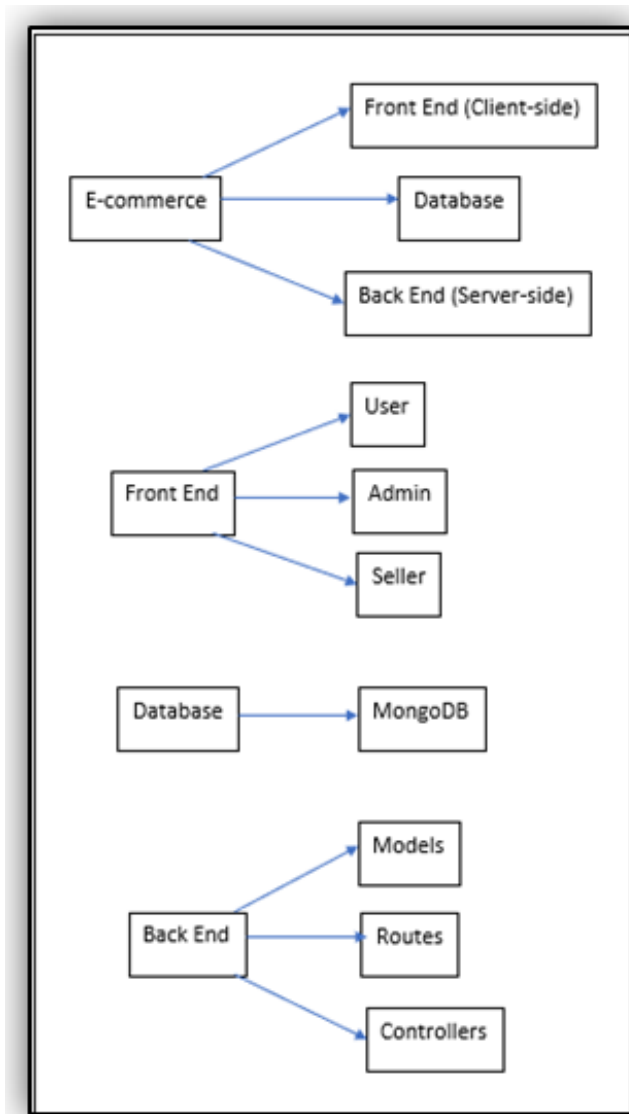 Front End (Client-side)
E-commerce
Database
Back End (Server-side)
User
Front End
Admin
Seller
Database
MongoDB
Models
Back End
Routes
Controllers